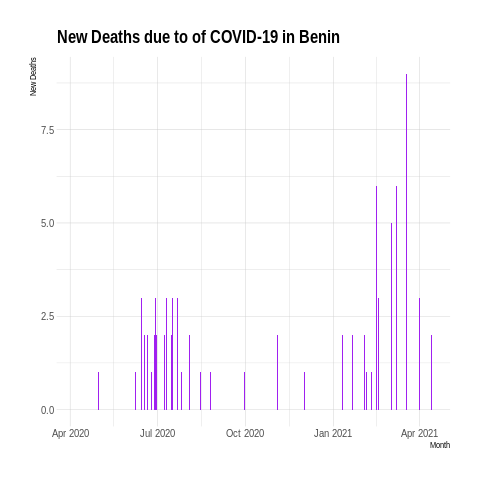 New Deaths due to of COVID-19 in Benin
New Deaths
7.5
5.0
2.5
0.0
Apr 2020 Jul 2020 Oct 2020 Jan 2021 Apr 2021
Month